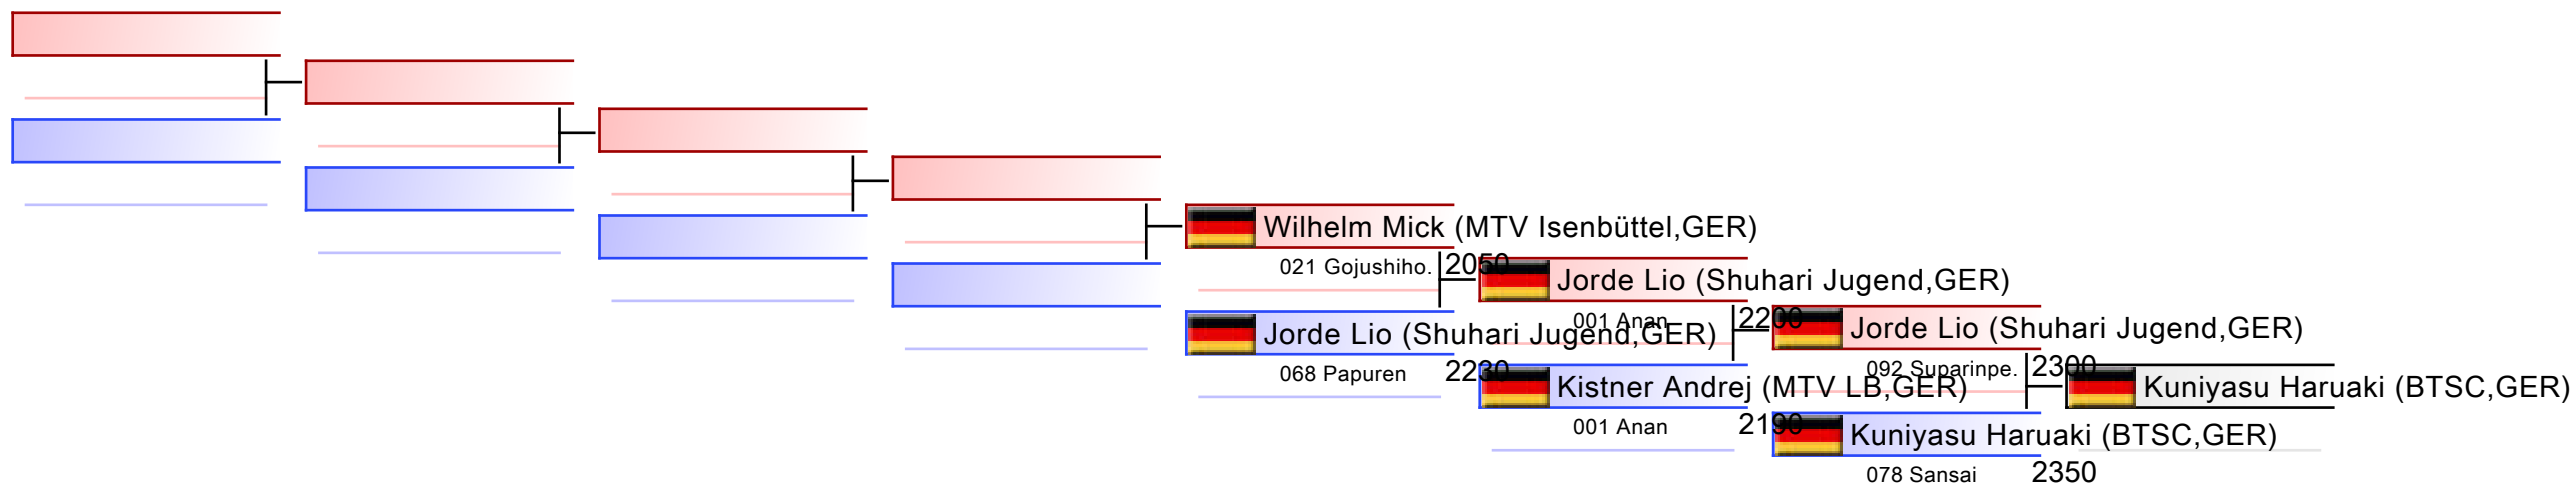 Wilhelm Mick (MTV Isenbüttel,GER)
021 Gojushiho. 2050
Jorde Lio (Shuhari Jugend,GER)
068 Papuren 2230
Jorde Lio (Shuhari Jugend,GER)
001 Anan 2200
Kistner Andrej (MTV LB,GER)
001 Anan 2190
Jorde Lio (Shuhari Jugend,GER)
092 Suparinpe. 2300
Kuniyasu Haruaki (BTSC,GER)
078 Sansai 2350
Kuniyasu Haruaki (BTSC,GER)